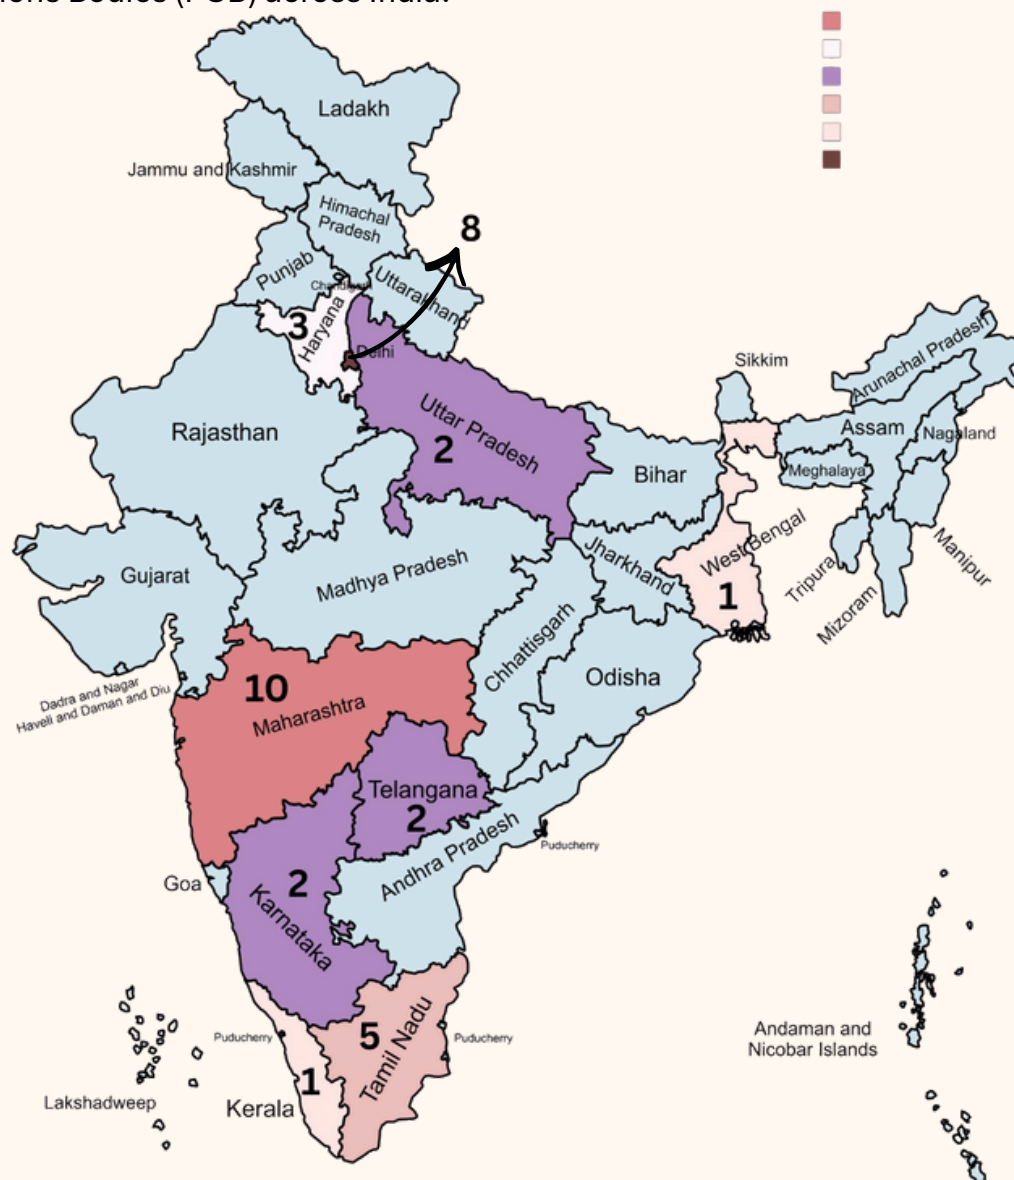 (PCB) across India.
Ladakh
Jammu and Kashmir
Himachal
Pradesh
8
Punjab
Uttarakhand
3
Haryana
Delhi
Sikkim
Arunachal Pradesh
Rajasthan
Uttar Pradesh
2
Assam
Nagaland
Bihar
Meghalaya
Gujarat
Madhya Pradesh
Jharkhand
West Bengal
1
Tripura
Mizoram
Manipur
Chhattisgarh
Odisha
Dadra and Nagar
Haveli and Daman and Diu
10
Maharashtra
Telangana
2
Andhra Pradesh
Puducherry
Goa
2
Karnataka
5
Tamil Nadu
Puducherry
Puducherry
1
Kerala
Lakshadweep
Andaman and
Nicobar Islands